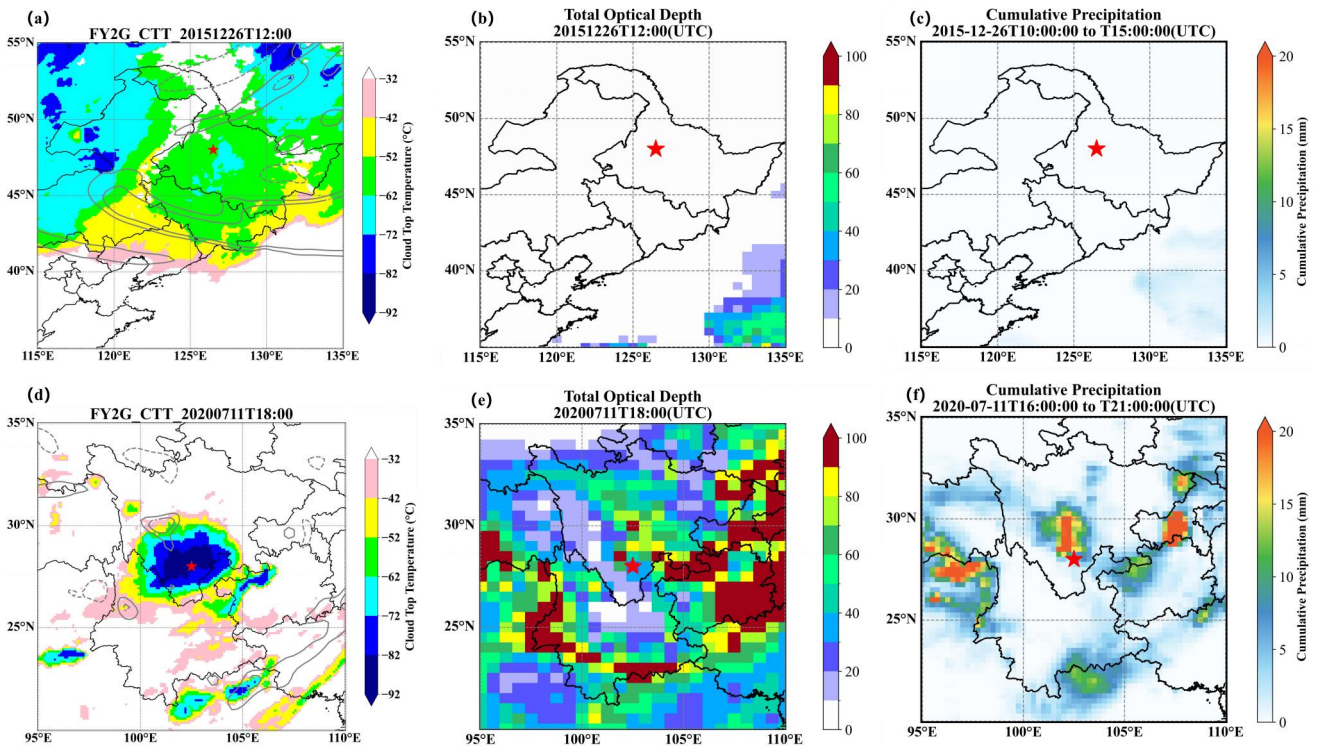 (a)
FY2G_CTT_20151226T12:00
55°N
50°N
45°N
40°N
115°E
120°E
125°E
130°E
135°E
-32
-42
-52
-62
-72
-82
-92
Cloud Top Temperature (°C)
(b)
Total Optical Depth
20151226T12:00(UTC)
55°N
50°N
45°N
40°N
115°E
120°E
125°E
130°E
135°E
100
80
60
40
20
0
(c)
Cumulative Precipitation
2015-12-26T10:00:00 to T15:00:00(UTC)
55°N
50°N
45°N
40°N
115°E
120°E
125°E
130°E
135°E
20
15
10
5
0
Cumulative Precipitation (mm)
(d)
FY2G_CTT_20200711T18:00
35°N
30°N
25°N
95°E
100°E
105°E
110°E
-32
-42
-52
-62
-72
-82
-92
Cloud Top Temperature (°C)
(e)
Total Optical Depth
20200711T18:00(UTC)
35°N
30°N
25°N
95°E
100°E
105°E
110°E
100
80
60
40
20
0
(f)
Cumulative Precipitation
2020-07-11T16:00:00 to T21:00:00(UTC)
35°N
30°N
25°N
95°E
100°E
105°E
110°E
20
15
10
5
0
Cumulative Precipitation (mm)